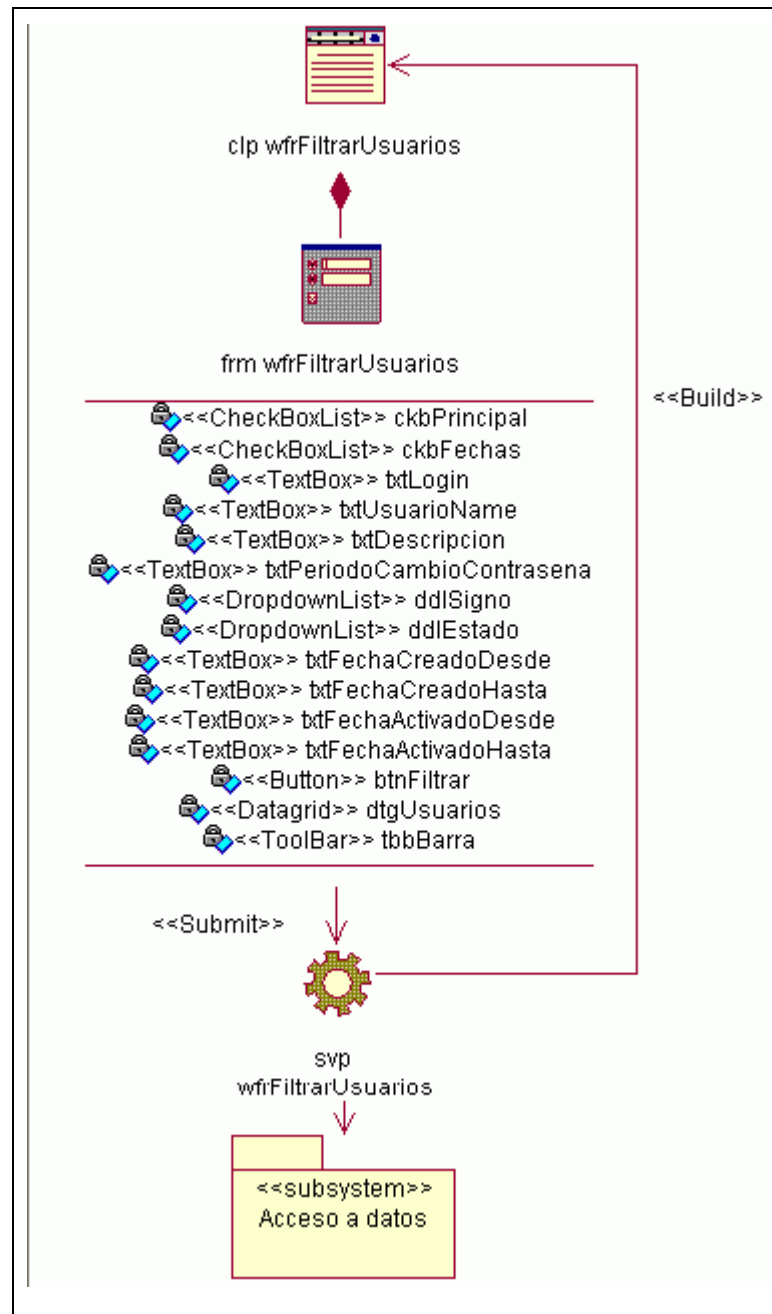 clp wfrFiltrarUsuarios
frm wfrFiltrarUsuarios
<<Build>>
<<CheckBoxList>> ckbPrincipal
<<CheckBoxList>> ckbFechas
<<TextBox>> txtLogin
<<TextBox>> txtUsuarioName
<<TextBox>> txtDescripcion
<<TextBox>> txtPeriodoCambioContrasena
<<DropdownList>> ddlSigno
<<DropdownList>> ddlEstado
<<TextBox>> txtFechaCreadoDesde
<<TextBox>> txtFechaCreadoHasta
<<TextBox>> txtFechaActivadoDesde
<<TextBox>> txtFechaActivadoHasta
<<Button>> btnFiltrar
<<Datagrid>> dtgUsuarios
<<ToolBar>> tbbBarra
<<Submit>>
svp
wfrFiltrarUsuarios
<<subsystem>>
Acceso a datos